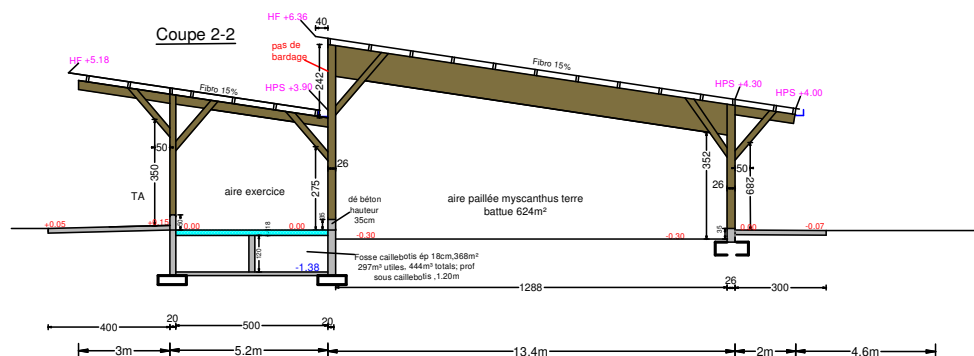 Coupe 2-2
HF +6.36
40
pas de
bardage
HF +5.18
Fibro 15%
HPS +3.90
242
Fibro 15%
HPS +4.30
HPS +4.00
350
50
275
26
352
26
50
289
TA
aire exercice
dé béton
hauteur
35cm
aire paillée myscanthus terre
battue 624m²
+0.05
+0.15
0.00
0.00
35
-0.30
-0.30
35
0.00
-0.07
120
-1.38
Fosse caillebotis ép 18cm,368m²
297m³ utiles. 444m³ totals; prof
sous caillebotis ,1.20m
1288
26
300
400
20
500
20
3m
5.2m
13.4m
2m
4.6m